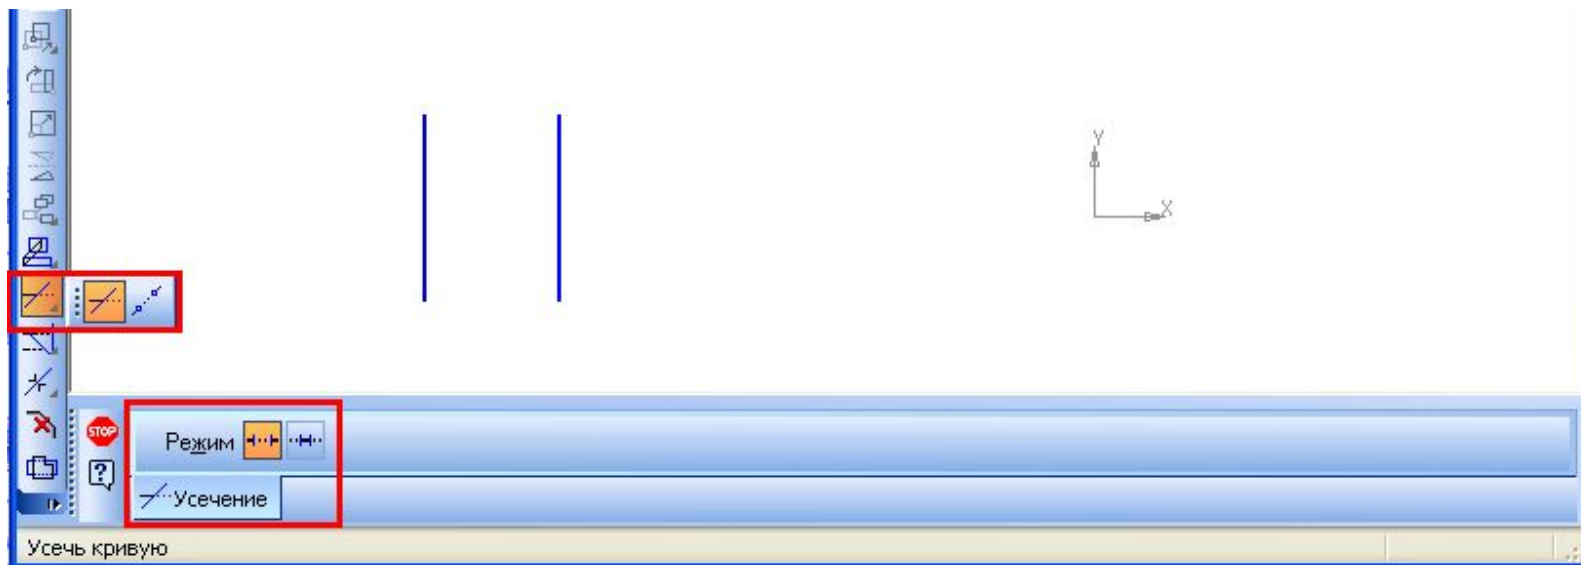 Y
X
STOP
Режим
?
Усечение
Усечь кривую